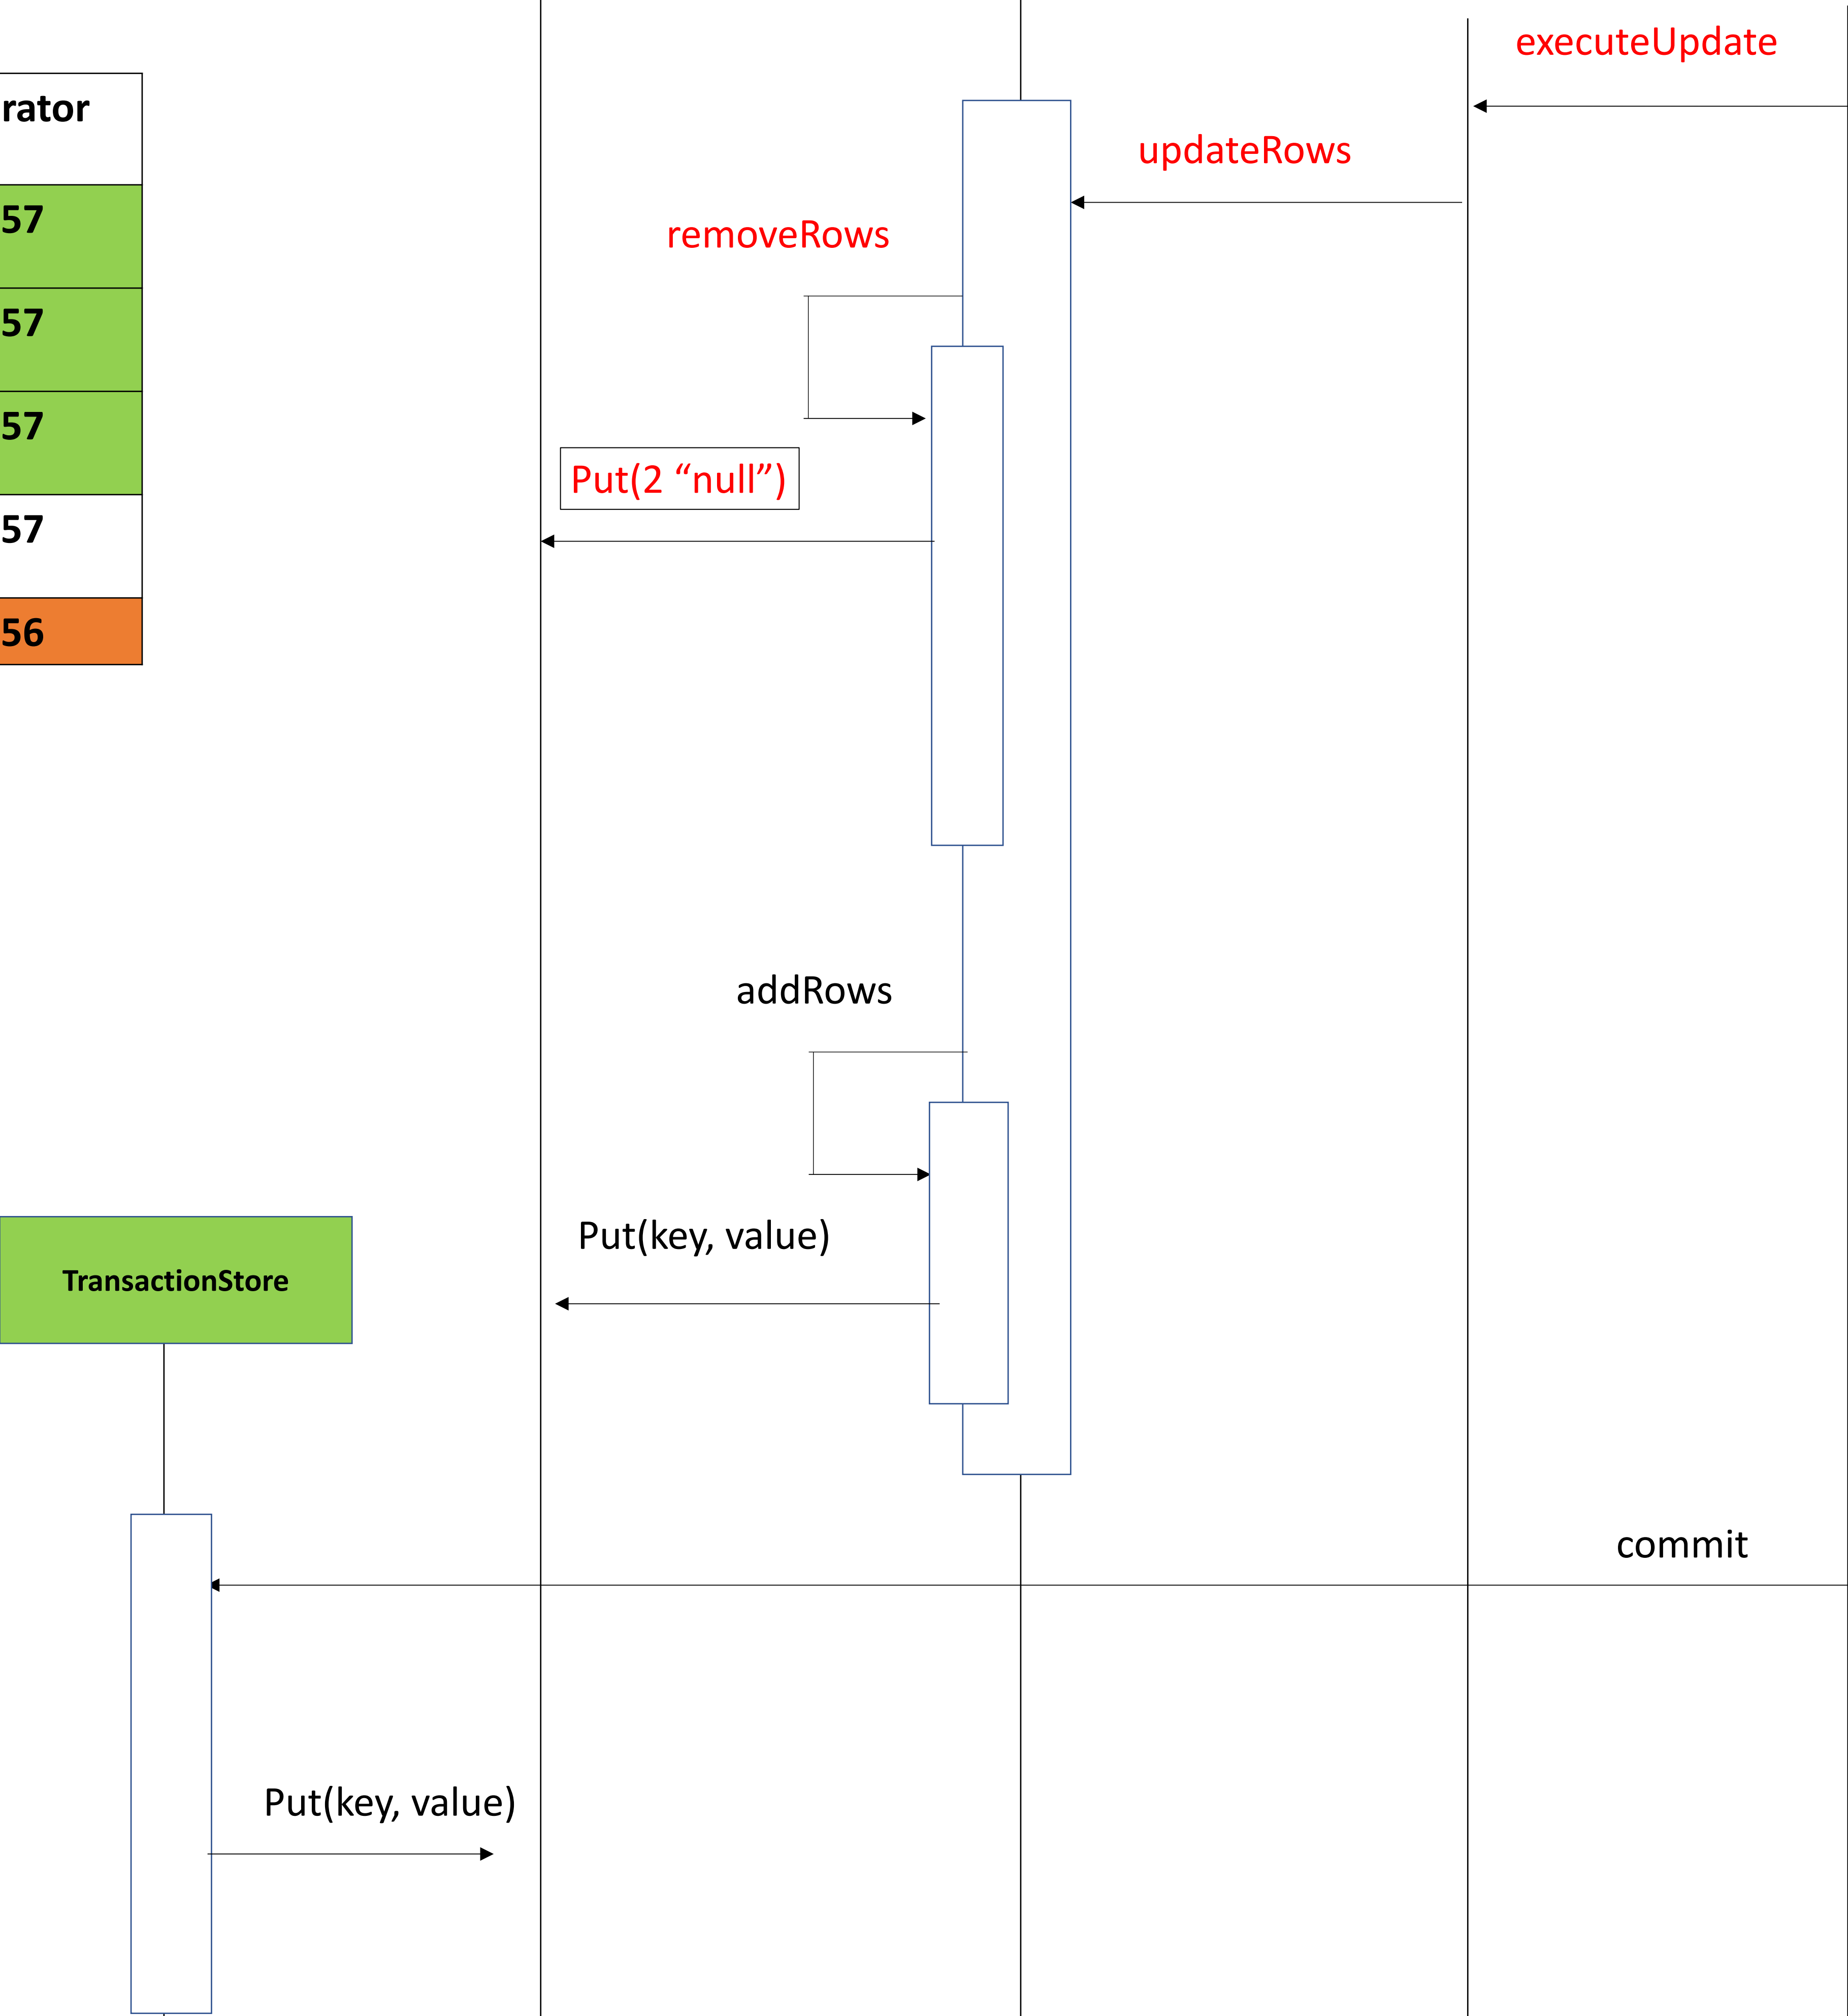 executeUpdate
rator
updateRows
57
removeRows
57
57
Put(2 “null”)
57
56
addRows
Put(key, value)
TransactionStore
commit
Put(key, value)